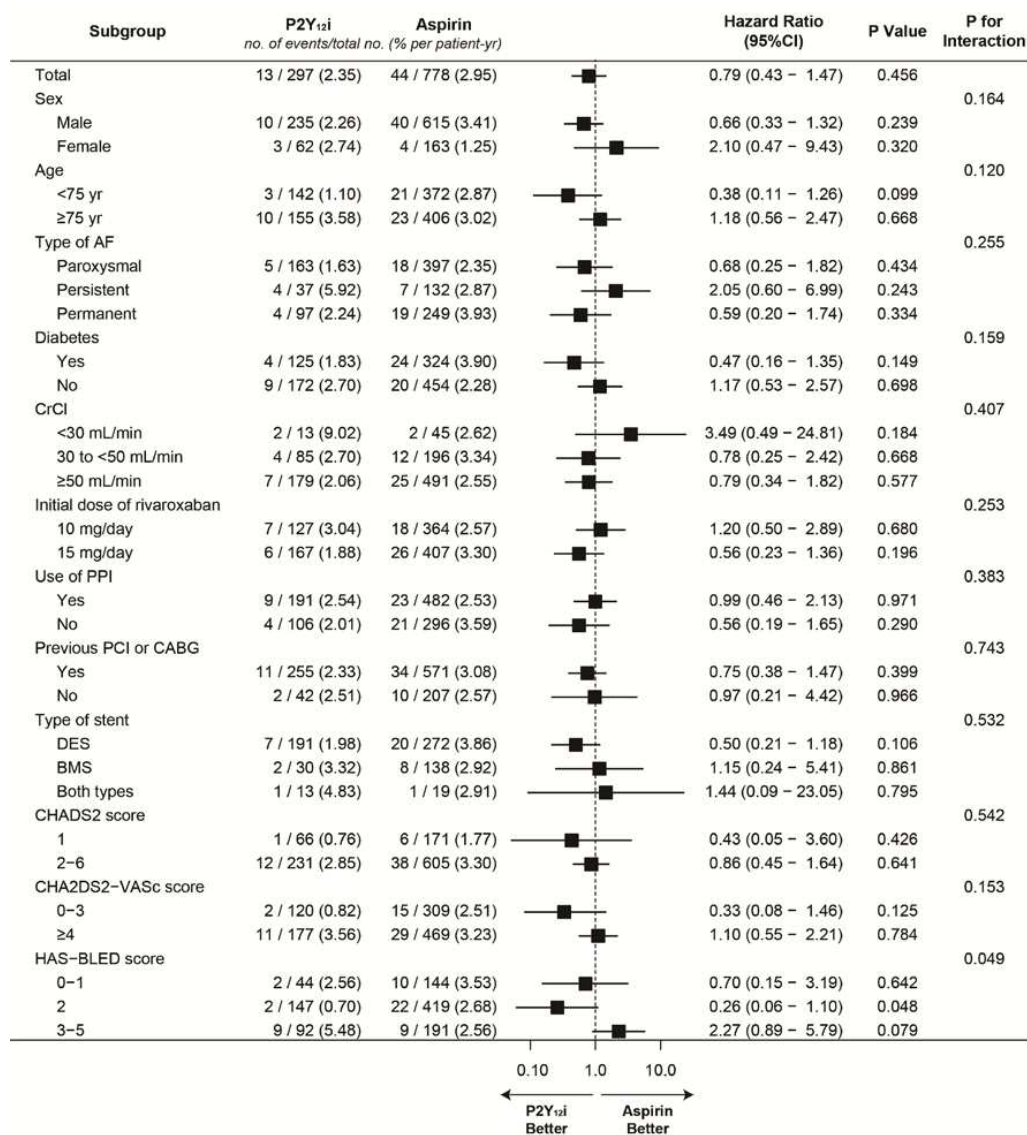 Subgroup P2Y₁₂i Aspirin Hazard Ratio (95%CI) P Value P for Interaction
no. of events/total no. (% per patient-yr)
Total 13 / 297 (2.35) 44 / 778 (2.95) 0.79 (0.43 − 1.47) 0.456
Sex 0.164
Male 10 / 235 (2.26) 40 / 615 (3.41) 0.66 (0.33 − 1.32) 0.239
Female 3 / 62 (2.74) 4 / 163 (1.25) 2.10 (0.47 − 9.43) 0.320
Age 0.120
<75 yr 3 / 142 (1.10) 21 / 372 (2.87) 0.38 (0.11 − 1.26) 0.099
≥75 yr 10 / 155 (3.58) 23 / 406 (3.02) 1.18 (0.56 − 2.47) 0.668
Type of AF 0.255
Paroxysmal 5 / 163 (1.63) 18 / 397 (2.35) 0.68 (0.25 − 1.82) 0.434
Persistent 4 / 37 (5.92) 7 / 132 (2.87) 2.05 (0.60 − 6.99) 0.243
Permanent 4 / 97 (2.24) 19 / 249 (3.93) 0.59 (0.20 − 1.74) 0.334
Diabetes 0.159
Yes 4 / 125 (1.83) 24 / 324 (3.90) 0.47 (0.16 − 1.35) 0.149
No 9 / 172 (2.70) 20 / 454 (2.28) 1.17 (0.53 − 2.57) 0.698
CrCl 0.407
<30 mL/min 2 / 13 (9.02) 2 / 45 (2.62) 3.49 (0.49 − 24.81) 0.184
30 to <50 mL/min 4 / 85 (2.70) 12 / 196 (3.34) 0.78 (0.25 − 2.42) 0.668
≥50 mL/min 7 / 179 (2.06) 25 / 491 (2.55) 0.79 (0.34 − 1.82) 0.577
Initial dose of rivaroxaban 0.253
10 mg/day 7 / 127 (3.04) 18 / 364 (2.57) 1.20 (0.50 − 2.89) 0.680
15 mg/day 6 / 167 (1.88) 26 / 407 (3.30) 0.56 (0.23 − 1.36) 0.196
Use of PPI 0.383
Yes 9 / 191 (2.54) 23 / 482 (2.53) 0.99 (0.46 − 2.13) 0.971
No 4 / 106 (2.01) 21 / 296 (3.59) 0.56 (0.19 − 1.65) 0.290
Previous PCI or CABG 0.743
Yes 11 / 255 (2.33) 34 / 571 (3.08) 0.75 (0.38 − 1.47) 0.399
No 2 / 42 (2.51) 10 / 207 (2.57) 0.97 (0.21 − 4.42) 0.966
Type of stent 0.532
DES 7 / 191 (1.98) 20 / 272 (3.86) 0.50 (0.21 − 1.18) 0.106
BMS 2 / 30 (3.32) 8 / 138 (2.92) 1.15 (0.24 − 5.41) 0.861
Both types 1 / 13 (4.83) 1 / 19 (2.91) 1.44 (0.09 − 23.05) 0.795
CHADS2 score 0.542
1 1 / 66 (0.76) 6 / 171 (1.77) 0.43 (0.05 − 3.60) 0.426
2−6 12 / 231 (2.85) 38 / 605 (3.30) 0.86 (0.45 − 1.64) 0.641
CHA2DS2−VASc score 0.153
0−3 2 / 120 (0.82) 15 / 309 (2.51) 0.33 (0.08 − 1.46) 0.125
≥4 11 / 177 (3.56) 29 / 469 (3.23) 1.10 (0.55 − 2.21) 0.784
HAS−BLED score 0.049
0−1 2 / 44 (2.56) 10 / 144 (3.53) 0.70 (0.15 − 3.19) 0.642
2 2 / 147 (0.70) 22 / 419 (2.68) 0.26 (0.06 − 1.10) 0.048
3−5 9 / 92 (5.48) 9 / 191 (2.56) 2.27 (0.89 − 5.79) 0.079
0.10 1.0 10.0
P2Y₁₂i Aspirin
Better Better